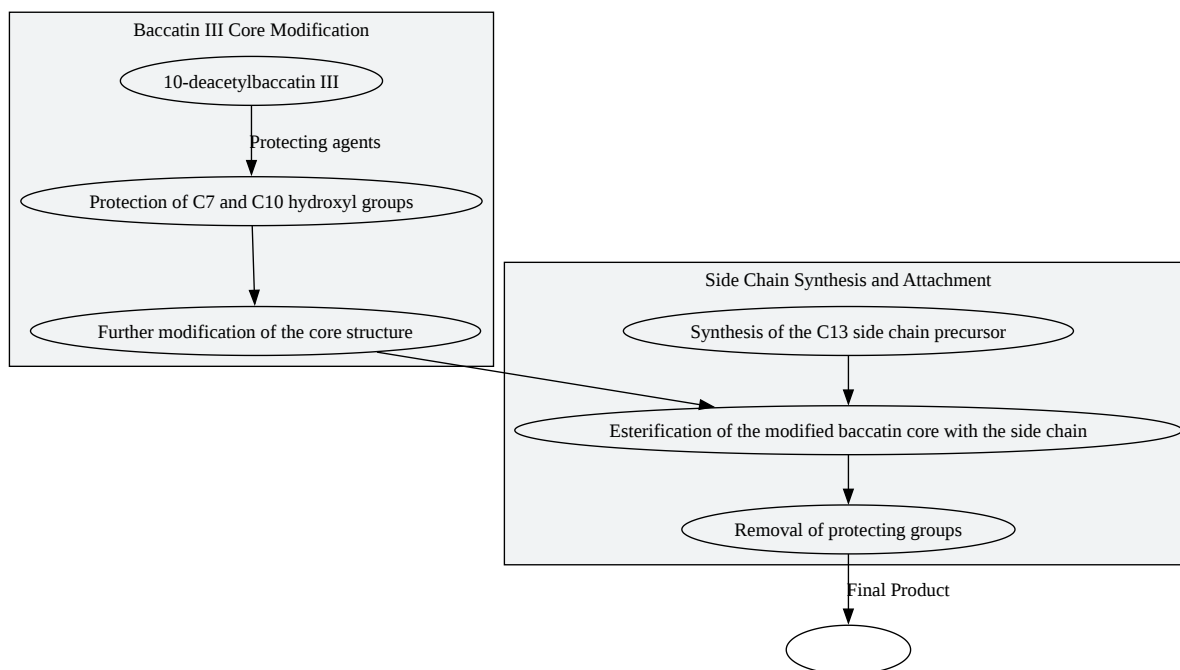 Baccatin III Core Modification
10-deacetylbaccatin III
Protecting agents
Protection of C7 and C10 hydroxyl groups
Further modification of the core structure
Side Chain Synthesis and Attachment
Synthesis of the C13 side chain precursor
Esterification of the modified baccatin core with the side chain
Removal of protecting groups
Final Product